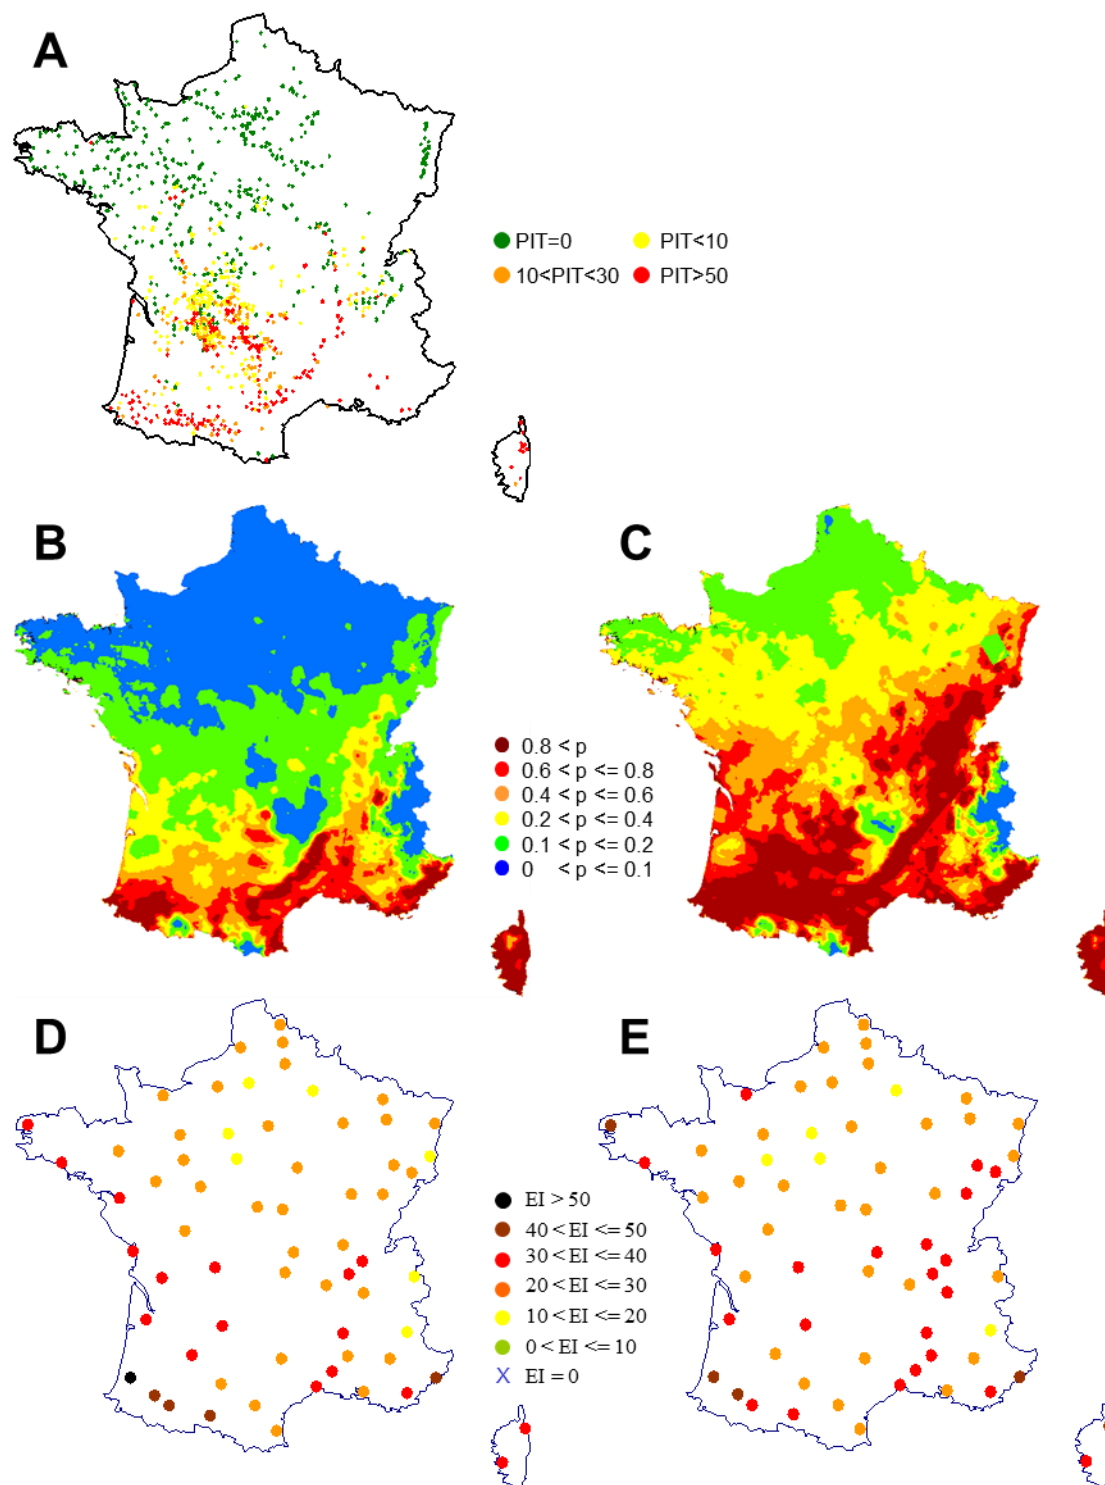 A
PIT=0
PIT<10
10<PIT<30
PIT>50
B
C
0.8 < p
0.6 < p <= 0.8
0.4 < p <= 0.6
0.2 < p <= 0.4
0.1 < p <= 0.2
0 < p <= 0.1
D
E
EI > 50
40 < EI <= 50
30 < EI <= 40
20 < EI <= 30
10 < EI <= 20
0 < EI <= 10
X EI = 0